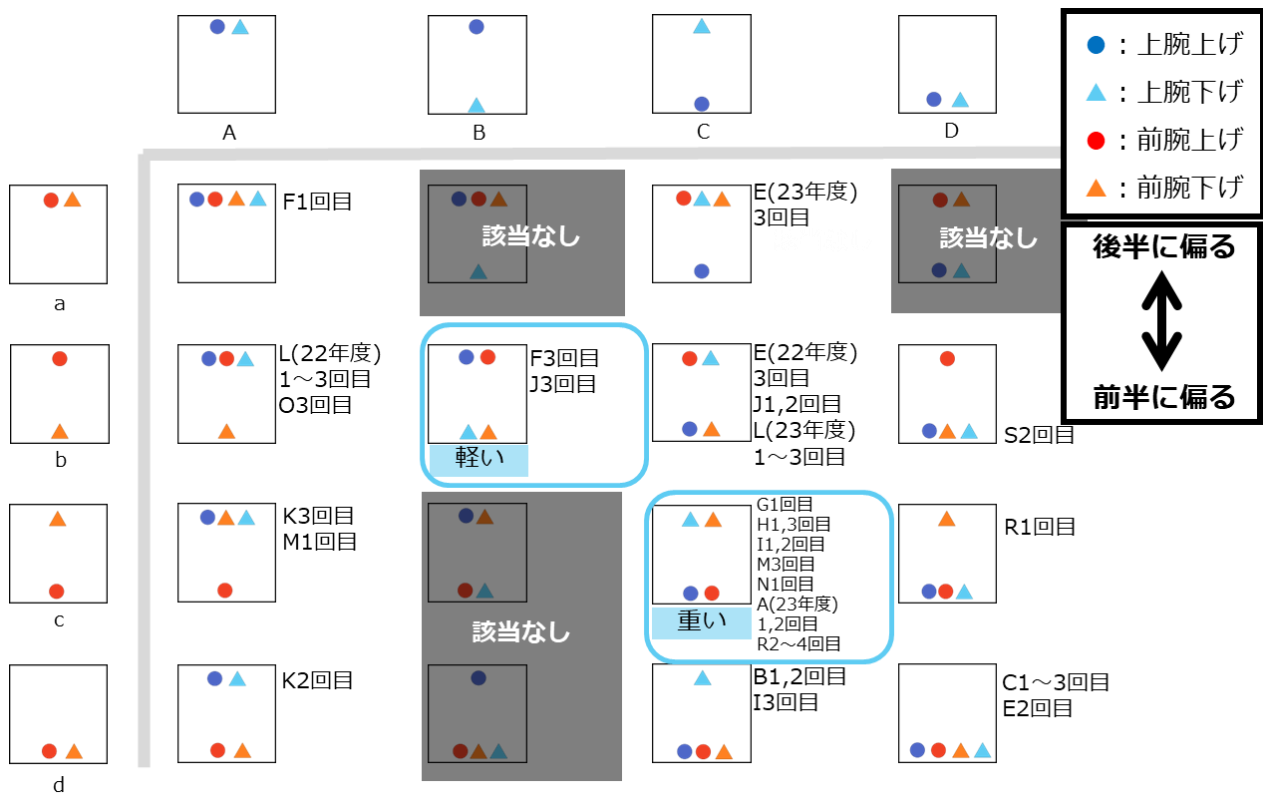 A
B
C
D
●：上腕上げ
▲：上腕下げ
●：前腕上げ
▲：前腕下げ
後半に偏る
前半に偏る
a
F1回目
該当なし
E(23年度)
3回目
該当なし
b
L(22年度)
1～3回目
O3回目
F3回目
J3回目
軽い
E(22年度)
3回目
J1,2回目
L(23年度)
1～3回目
S2回目
c
K3回目
M1回目
該当なし
G1回目
H1,3回目
I1,2回目
M3回目
N1回目
A(23年度)
1,2回目
R2～4回目
重い
R1回目
d
K2回目
B1,2回目
I3回目
C1～3回目
E2回目